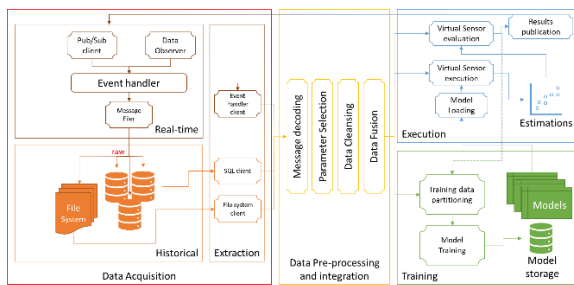 Pub/Sub
client
Data
Observer
Event handler
Message
Filer
Real-time
raw
File
System
Historical
Event
Handler client
SQL client
File system
client
Extraction
Data Acquisition
Message decoding
Parameter Selection
Data Cleansing
Data Fusion
Data Pre-processing
and integration
Virtual Sensor
evaluation
Results
publication
Virtual Sensor
execution
Model
Loading
Estimations
Execution
Training data
partitioning
Model
Training
Models
Model
storage
Training